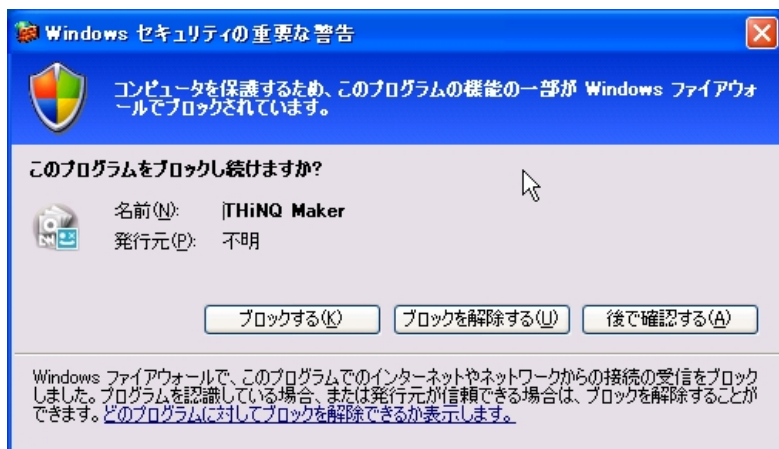 Windows セキュリティの重要な警告
コンピュータを保護するため、このプログラムの機能の一部が Windows ファイアウォ
ールでブロックされています。
このプログラムをブロックし続けますか?
名前(N): THiNQ Maker
発行元(P): 不明
ブロックする(K) ブロックを解除する(U) 後で確認する(A)
Windows ファイアウォールで、このプログラムでのインターネットやネットワークからの接続の受信をブロック
しました。プログラムを認識している場合、または発行元が信頼できる場合は、ブロックを解除することが
できます。どのプログラムに対してブロックを解除できるか表示します。